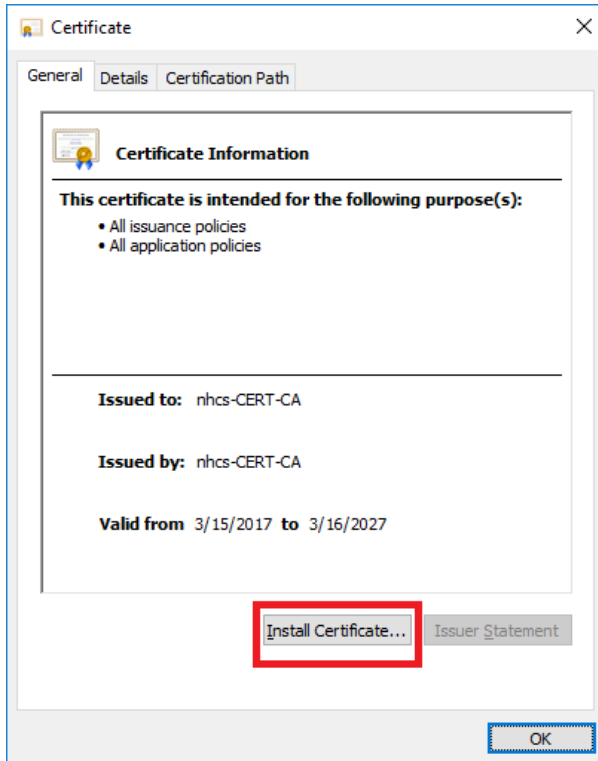 Certificate
General Details Certification Path
Certificate Information
This certificate is intended for the following purpose(s):
• All issuance policies
• All application policies
Issued to: nhcs-CERT-CA
Issued by: nhcs-CERT-CA
Valid from 3/15/2017 to 3/16/2027
Install Certificate... Issuer Statement
OK